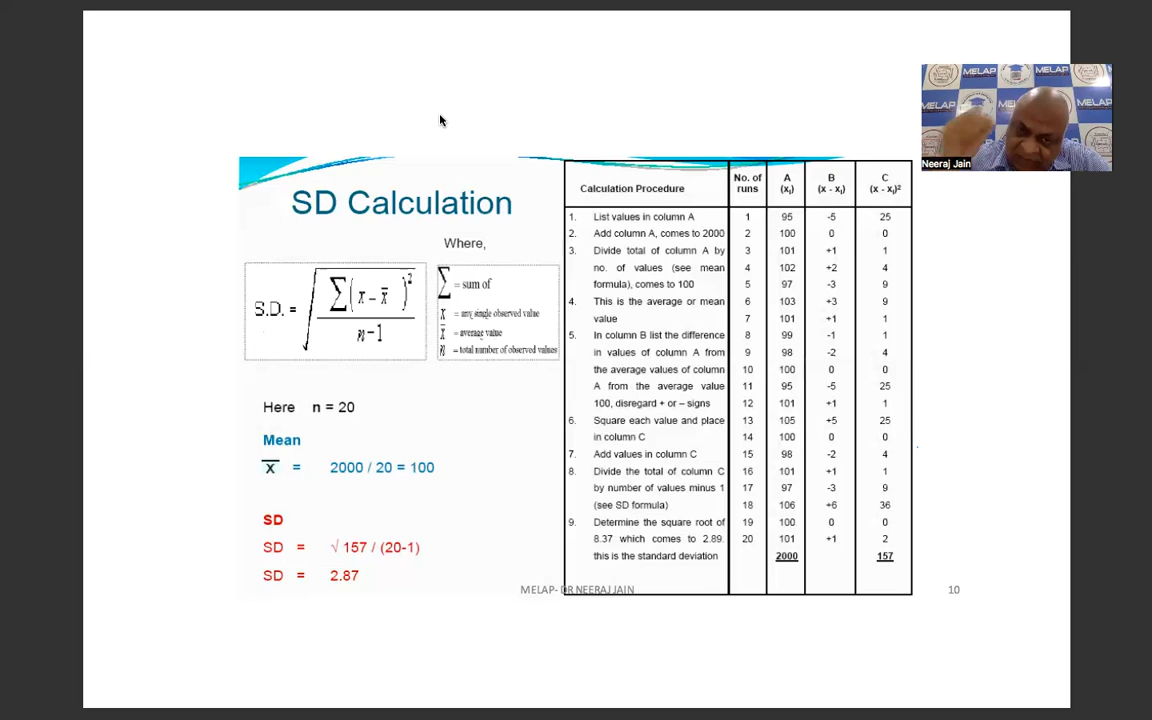 MELAP
MELAP
MELAP
MELAP
MELAP
Neeraj Jain
SD Calculation
Where,
S.D. = √ ∑(x – x̄)² / n–1
∑ = sum of
x = any single observed value
x̄ = average value
n = total number of observed values
Here n = 20
Mean
x̄ = 2000 / 20 = 100
SD
SD = √ 157 / (20-1)
SD = 2.87
Calculation Procedure
1. List values in column A
2. Add column A, comes to 2000
3. Divide total of column A by
no. of values (see mean
formula), comes to 100
4. This is the average or mean
value
5. In column B list the difference
in values of column A from
the average values of column
A from the average value
100, disregard + or – signs
6. Square each value and place
in column C
7. Add values in column C
8. Divide the total of column C
by number of values minus 1
(see SD formula)
9. Determine the square root of
8.37 which comes to 2.89.
this is the standard deviation
No. of runs A (xi) B (x - xi) C (x - xi)²
1 95 -5 25
2 100 0 0
3 101 +1 1
4 102 +2 4
5 97 -3 9
6 103 +3 9
7 101 +1 1
8 99 -1 1
9 98 -2 4
10 100 0 0
11 95 -5 25
12 101 +1 1
13 105 +5 25
14 100 0 0
15 98 -2 4
16 101 +1 1
17 97 -3 9
18 106 +6 36
19 100 0 0
20 101 +1 2
2000 157
MELAP- DR NEERAJ JAIN
10